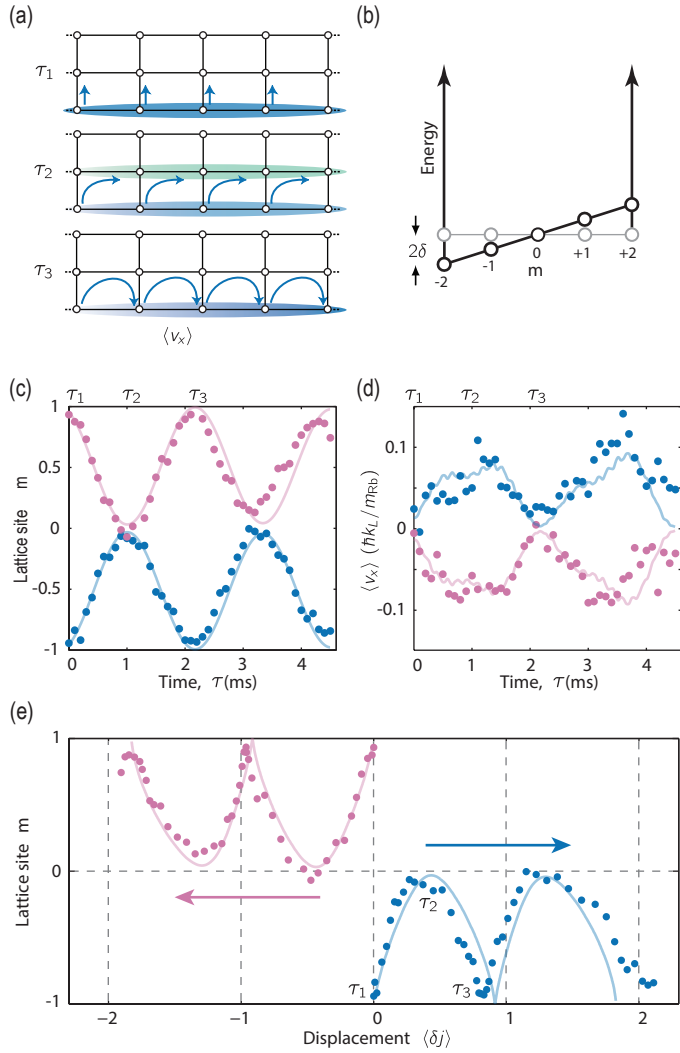 (a)
τ1
τ2
τ3
⟨vx⟩
(b)
Energy
2δ
-2
-1
0
+1
+2
m
(c)
τ1 τ2 τ3
Lattice site m
1
0.5
0
-0.5
-1
0 1 2 3 4
Time, τ(ms)
(d)
τ1 τ2 τ3
⟨vx⟩ (ℏkL/mRb)
0.1
0
-0.1
0 1 2 3 4
Time, τ(ms)
(e)
Lattice site m
1
0
-1
τ1
τ2
τ3
−2 −1 0 1 2
Displacement ⟨δj⟩